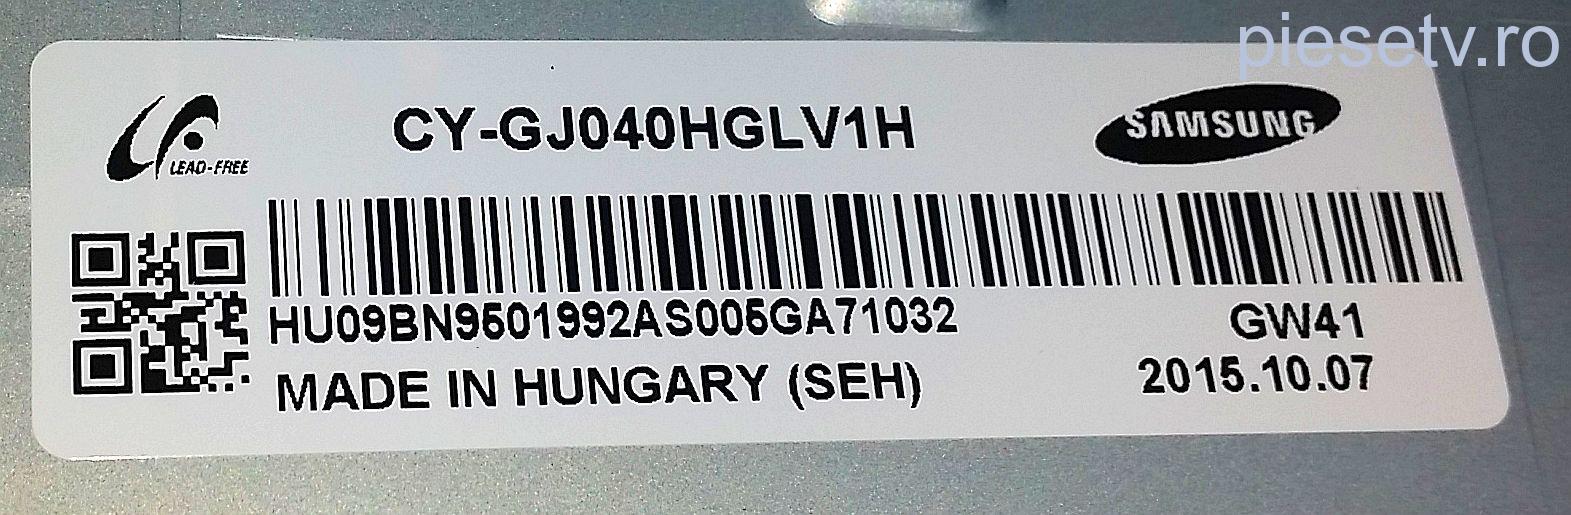 piesetv.ro
CY-GJ040HGLV1H
SAMSUNG
LEAD-FREE
HU09BN9501992AS005GA71032
GW41
MADE IN HUNGARY (SEH)
2015.10.07